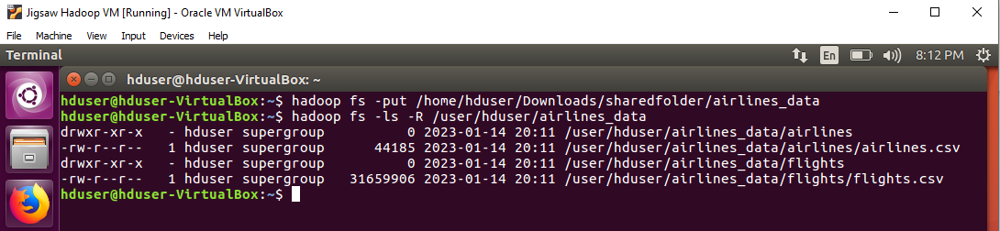 Jigsaw Hadoop VM [Running] - Oracle VM VirtualBox
File Machine View Input Devices Help
Terminal En 8:12 PM
hduser@hduser-VirtualBox: ~
hduser@hduser-VirtualBox:~$ hadoop fs -put /home/hduser/Downloads/sharedfolder/airlines_data
hduser@hduser-VirtualBox:~$ hadoop fs -ls -R /user/hduser/airlines_data
drwxr-xr-x   - hduser supergroup          0 2023-01-14 20:11 /user/hduser/airlines_data/airlines
-rw-r--r--   1 hduser supergroup      44185 2023-01-14 20:11 /user/hduser/airlines_data/airlines/airlines.csv
drwxr-xr-x   - hduser supergroup          0 2023-01-14 20:11 /user/hduser/airlines_data/flights
-rw-r--r--   1 hduser supergroup   31659906 2023-01-14 20:11 /user/hduser/airlines_data/flights/flights.csv
hduser@hduser-VirtualBox:~$